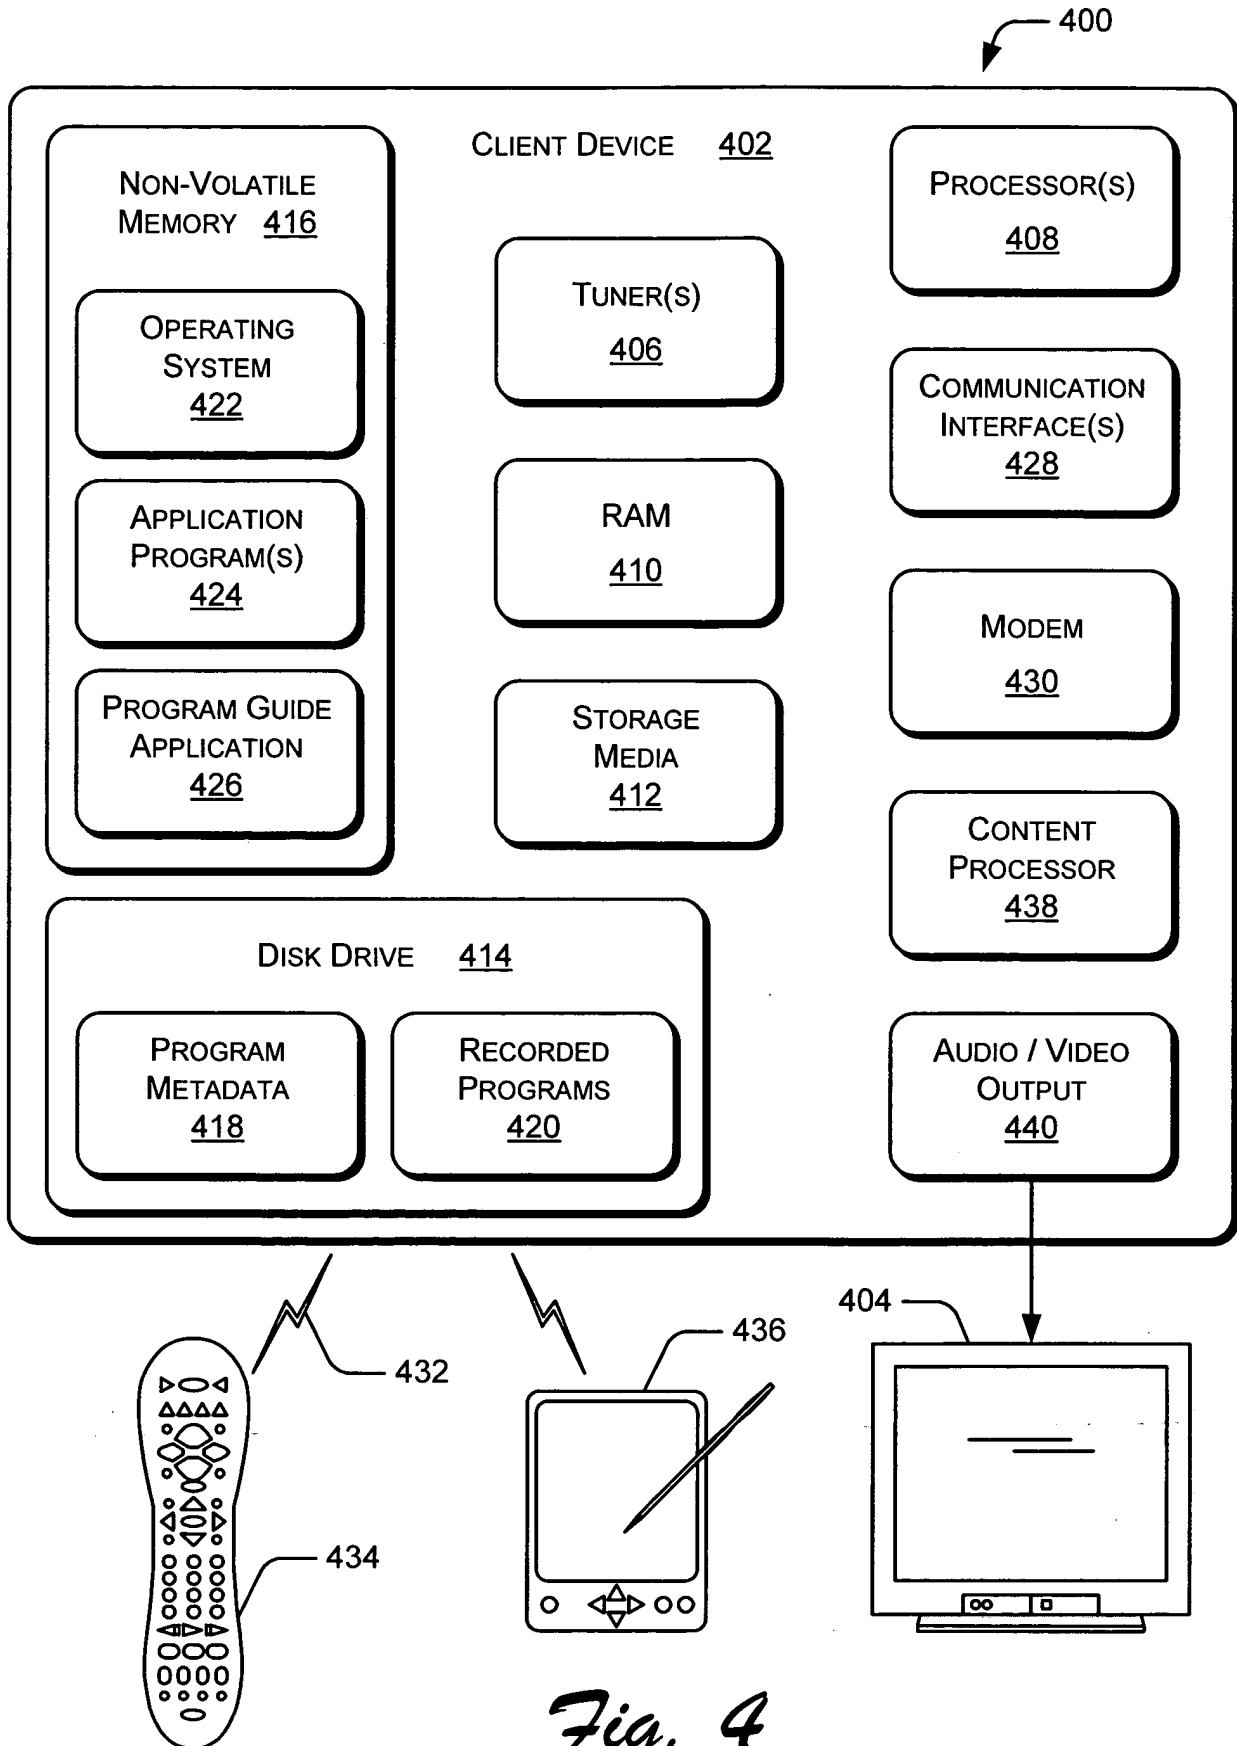 400
CLIENT DEVICE 402
NON-VOLATILE
MEMORY 416
OPERATING
SYSTEM
422
APPLICATION
PROGRAM(S)
424
PROGRAM GUIDE
APPLICATION
426
TUNER(S)
406
RAM
410
STORAGE
MEDIA
412
PROCESSOR(S)
408
COMMUNICATION
INTERFACE(S)
428
MODEM
430
CONTENT
PROCESSOR
438
AUDIO / VIDEO
OUTPUT
440
DISK DRIVE 414
PROGRAM
METADATA
418
RECORDED
PROGRAMS
420
432
436
404
434
Fig. 4